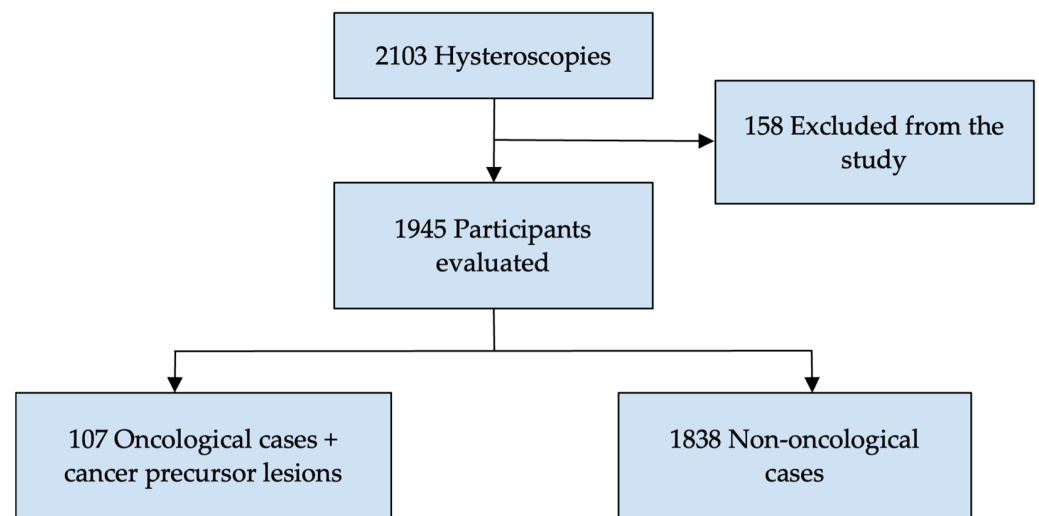 2103 Hysteroscopies
158 Excluded from the
study
1945 Participants
evaluated
107 Oncological cases +
cancer precursor lesions
1838 Non-oncological
cases